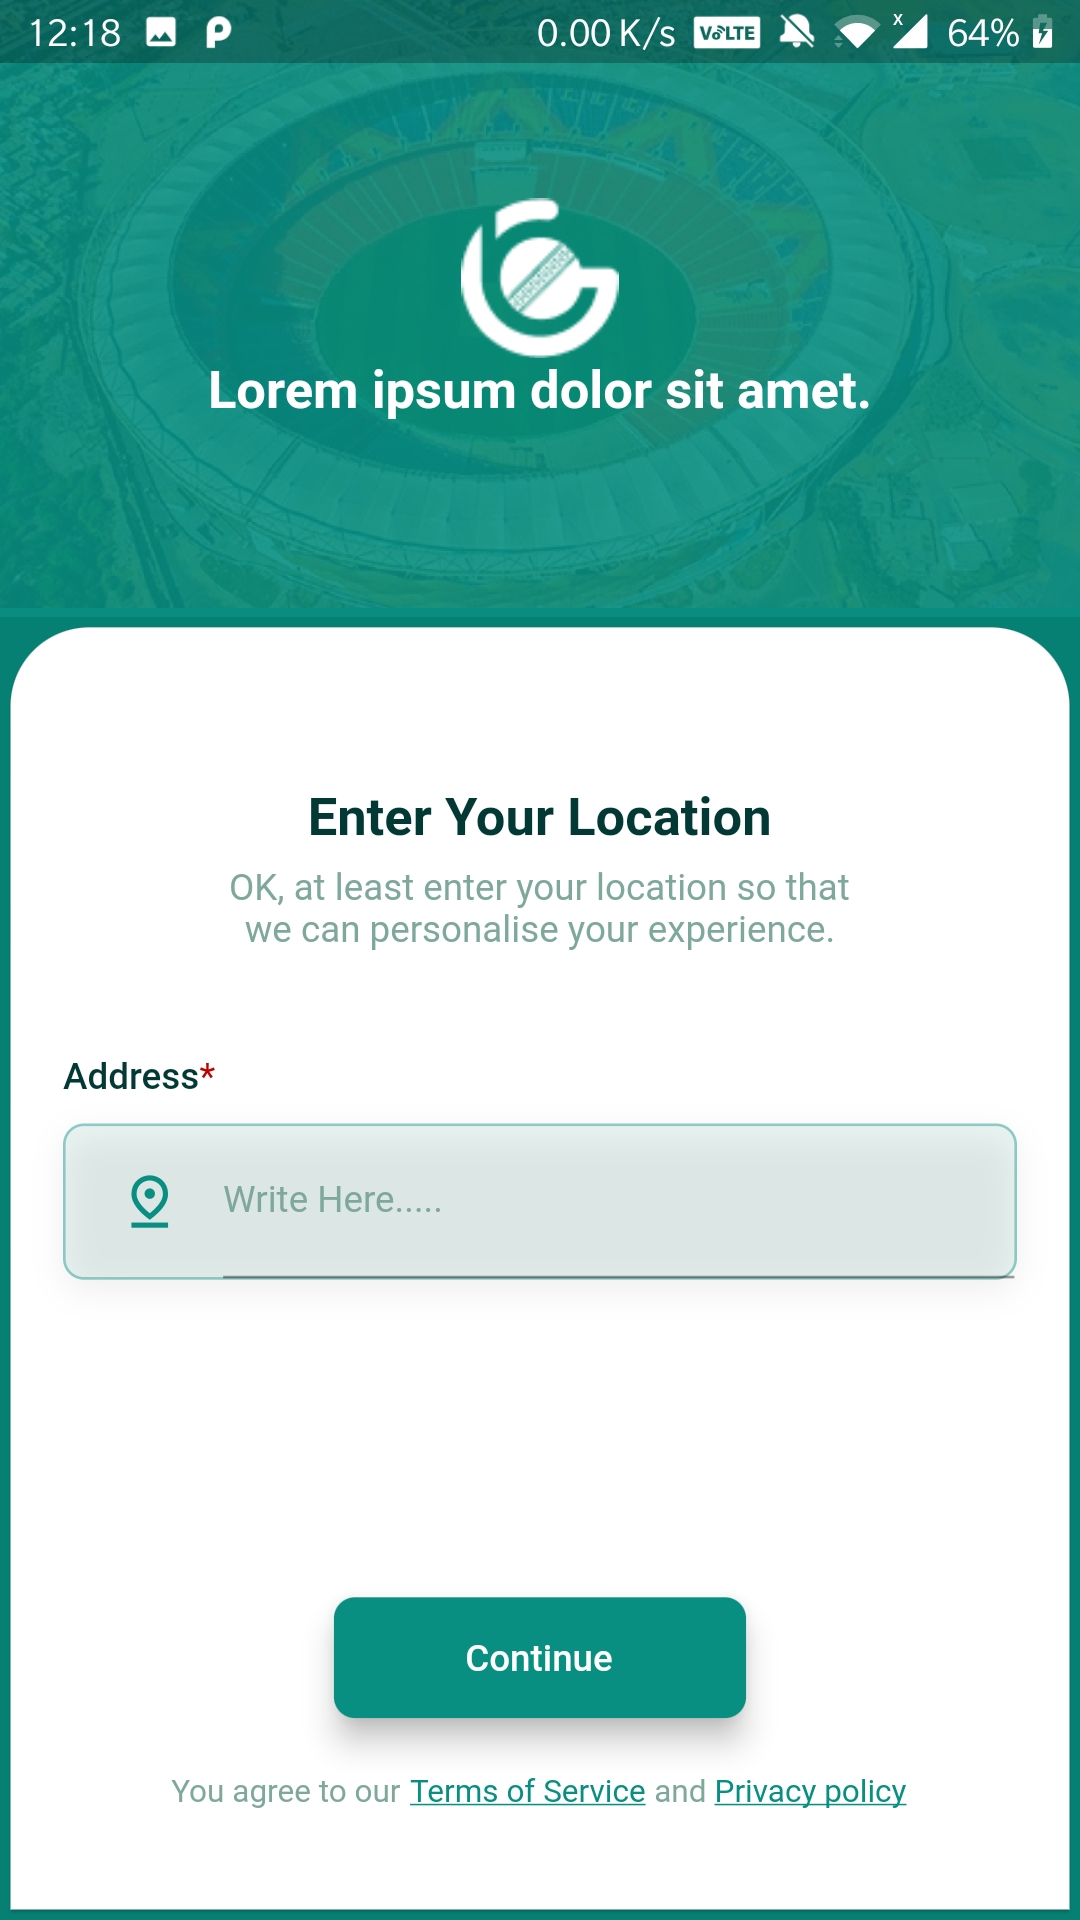 12:18 0.00 K/s VoLTE X 64%
Lorem ipsum dolor sit amet.
Enter Your Location
OK, at least enter your location so that
we can personalise your experience.
Address*
Write Here.....
Continue
You agree to our Terms of Service and Privacy policy